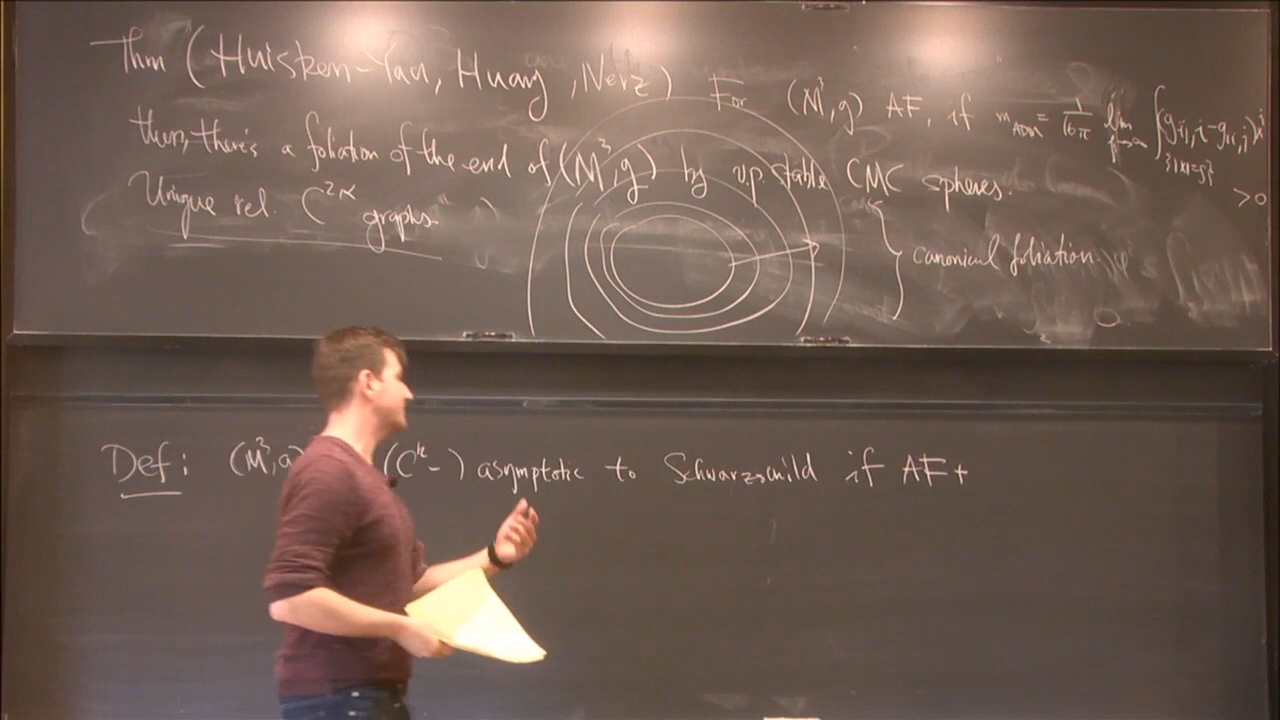 Thm (Huisken-Yau, Huang, Nerz) For (M³, g) AF, if m_ADM = 1/16π lim ∫_{|x|=ρ} (g_ij,i - g_ii,j) > 0
then, there's a foliation of the end of (M³, g) by v.p. stable CMC spheres.
Unique rel. C^2,α graphs.
canonical foliation
Def: (M³, (C^k -) asymptotic to Schwarzschild if AF +